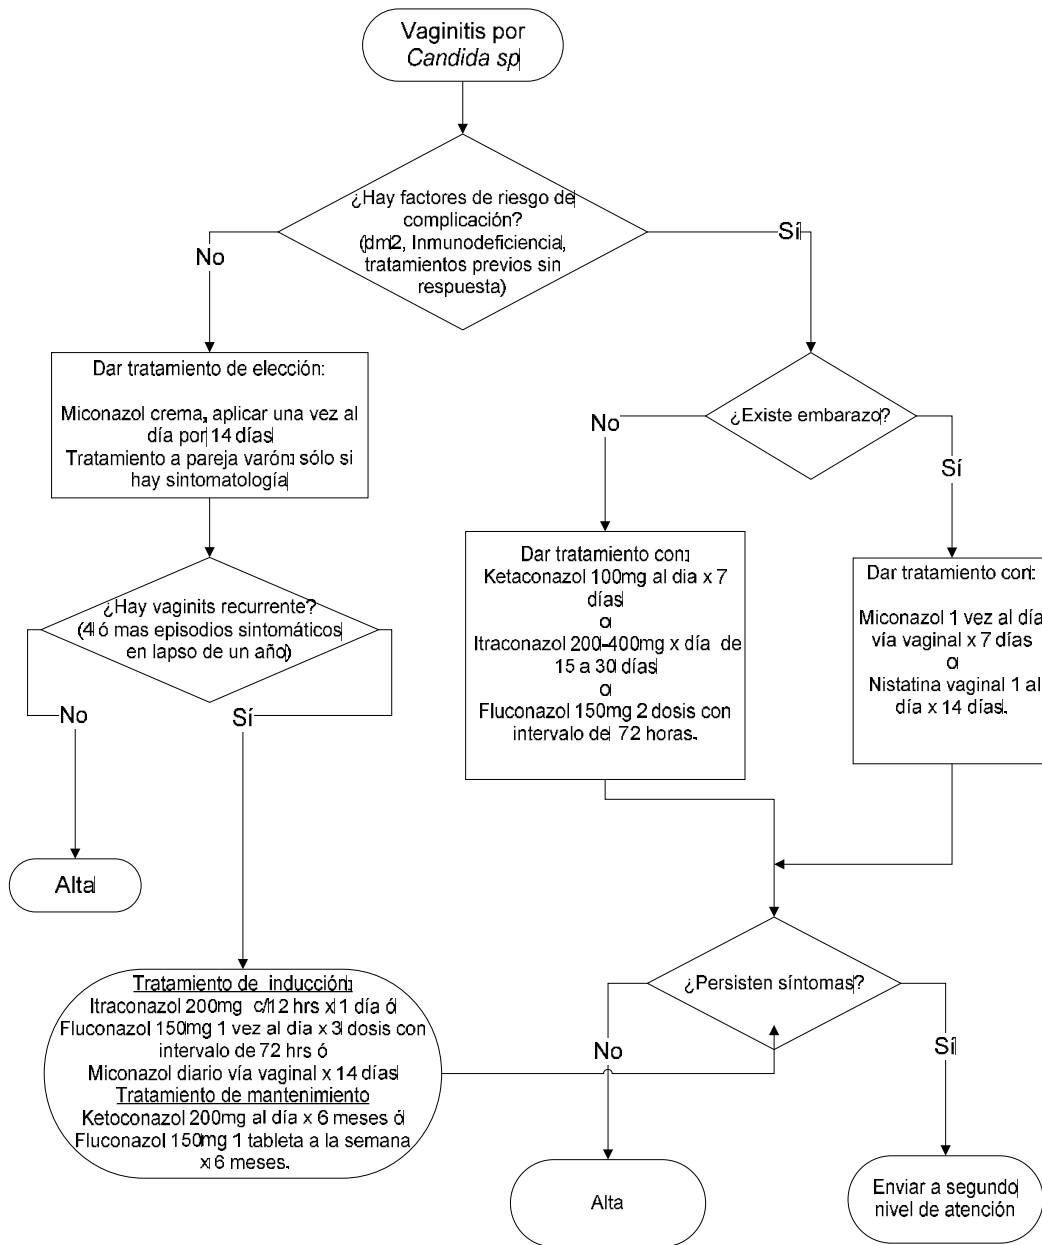 Vaginitis por
Candida sp
¿Hay factores de riesgo de
complicación?
(dm2, Inmunodeficiencia,
tratamientos previos sin
respuesta)
No
Sí
Dar tratamiento de elección:
Miconazol crema, aplicar una vez al
día por 14 días
Tratamiento a pareja varón: sólo si
hay sintomatología
¿Existe embarazo?
No
Sí
Dar tratamiento con:
Ketaconazol 100mg al dia x 7
días
o
Itraconazol 200-400mg x día de
15 a 30 días
o
Fluconazol 150mg 2 dosis con
intervalo de 72 horas.
Dar tratamiento con:
Miconazol 1 vez al día
vía vaginal x 7 días
o
Nistatina vaginal 1 al
día x 14 días.
¿Hay vaginits recurrente?
(4 ó mas episodios sintomáticos
en lapso de un año)
No
Sí
Alta
Tratamiento de inducción:
Itraconazol 200mg c/12 hrs x 1 día ó
Fluconazol 150mg 1 vez al día x 3 dosis con
intervalo de 72 hrs ó
Miconazol diario vía vaginal x 14 días
Tratamiento de mantenimiento
Ketoconazol 200mg al día x 6 meses ó
Fluconazol 150mg 1 tableta a la semana
x 6 meses.
¿Persisten síntomas?
No
Sí
Alta
Enviar a segundo
nivel de atención